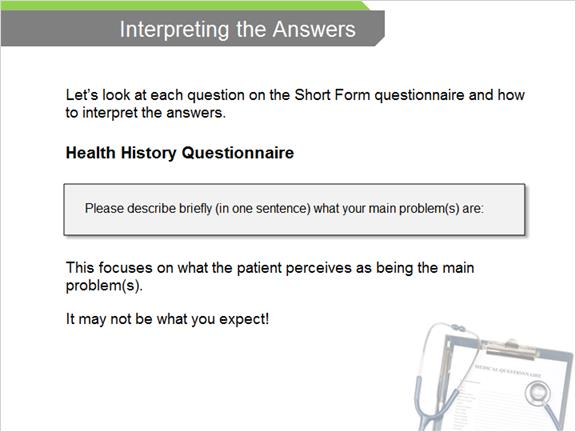 Interpreting the Answers
Let's look at each question on the Short Form questionnaire and how
to interpret the answers.
Health History Questionnaire
Please describe briefly (in one sentence) what your main problem(s) are:
This focuses on what the patient perceives as being the main
problem(s).
It may not be what you expect!
MEDICAL QUESTIONNAIRE